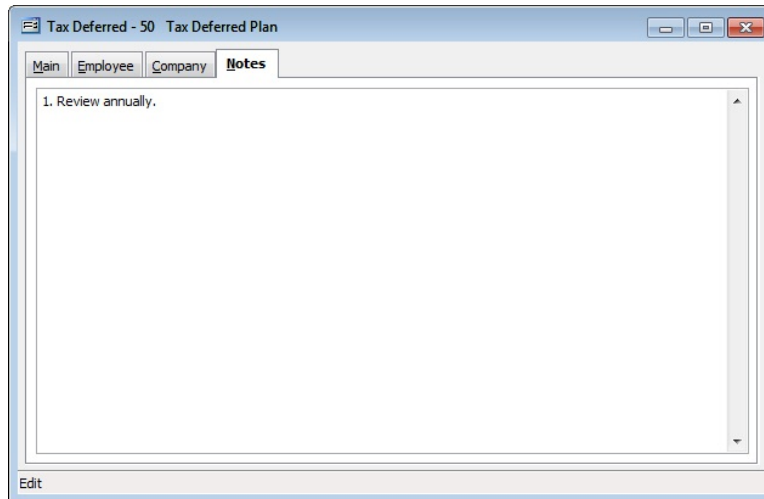 Tax Deferred - 50   Tax Deferred Plan
Main Employee Company Notes
1. Review annually.
Edit